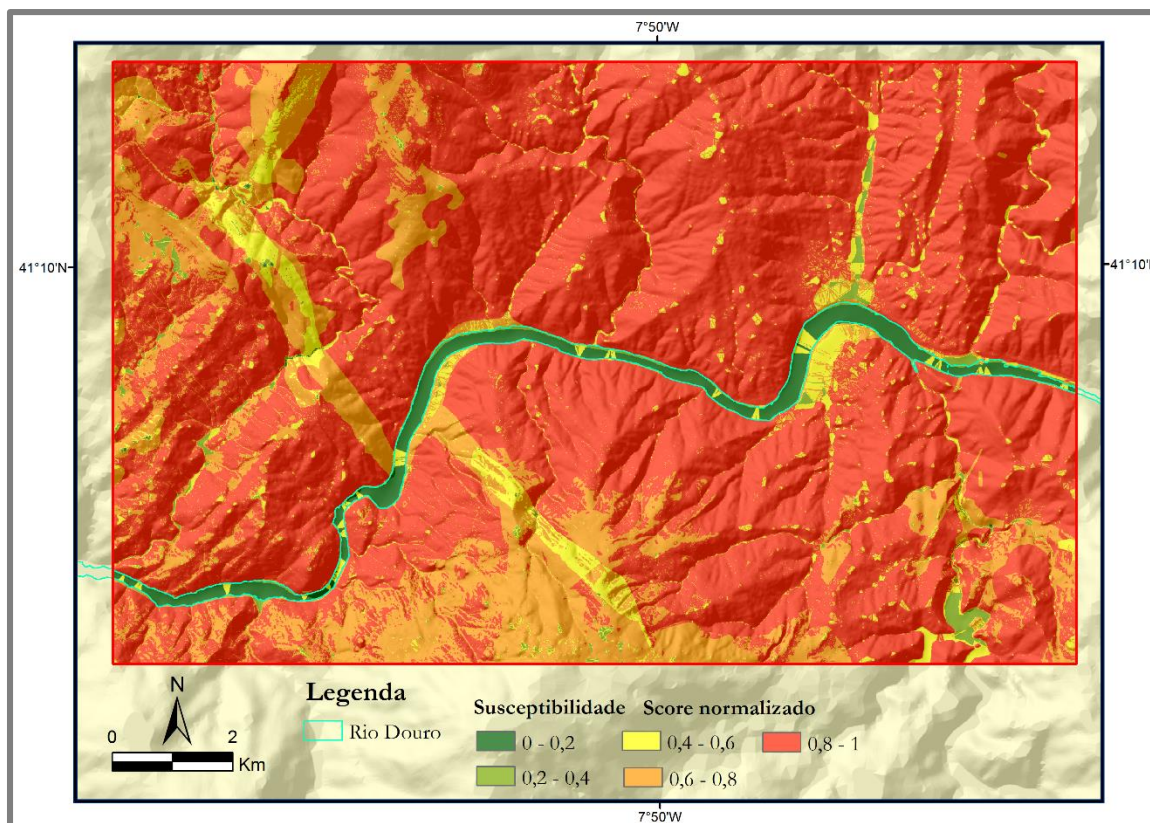 7°50'W
41°10'N
41°10'N
N
0 2
Km
Legenda
Rio Douro
Susceptibilidade Score normalizado
0 - 0,2
0,4 - 0,6
0,8 - 1
0,2 - 0,4
0,6 - 0,8
7°50'W